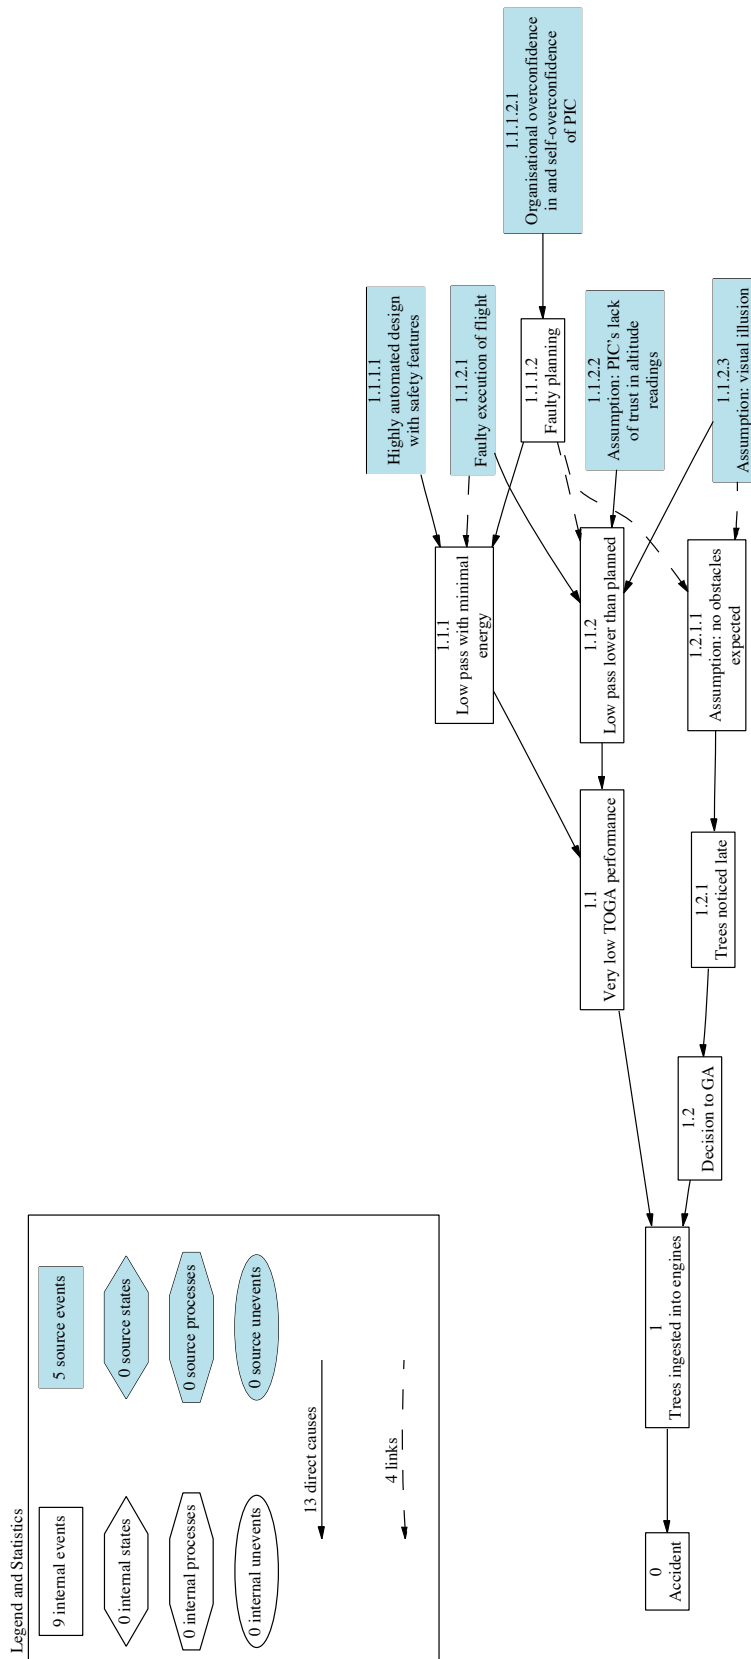 Legend and Statistics
9 internal events
5 source events
0 internal states
0 source states
0 internal processes
0 source processes
0 internal unevents
0 source unevents
13 direct causes
4 links
1.1.1.1
Highly automated design
with safety features
1.1.1
Low pass with minimal
energy
1.1.2.1
Faulty execution of flight
1.1.1.2
Faulty planning
1.1.1.2.1
Organisational overconfidence
in and self-overconfidence
of PIC
1.1
Very low TOGA performance
1.1.2
Low pass lower than planned
1.1.2.2
Assumption: PIC's lack
of trust in altitude
readings
0
Accident
1
Trees ingested into engines
1.2
Decision to GA
1.2.1
Trees noticed late
1.2.1.1
Assumption: no obstacles
expected
1.1.2.3
Assumption: visual illusion